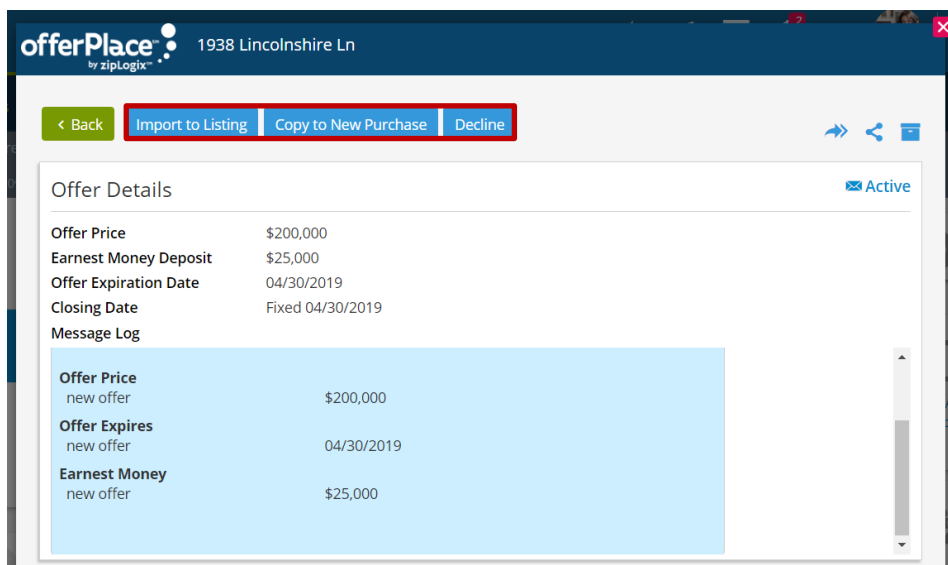 offerPlace™ 1938 Lincolnshire Ln
by zipLogix™
2
< Back Import to Listing Copy to New Purchase Decline
Offer Details Active
Offer Price $200,000
Earnest Money Deposit $25,000
Offer Expiration Date 04/30/2019
Closing Date Fixed 04/30/2019
Message Log
Offer Price
new offer $200,000
Offer Expires
new offer 04/30/2019
Earnest Money
new offer $25,000